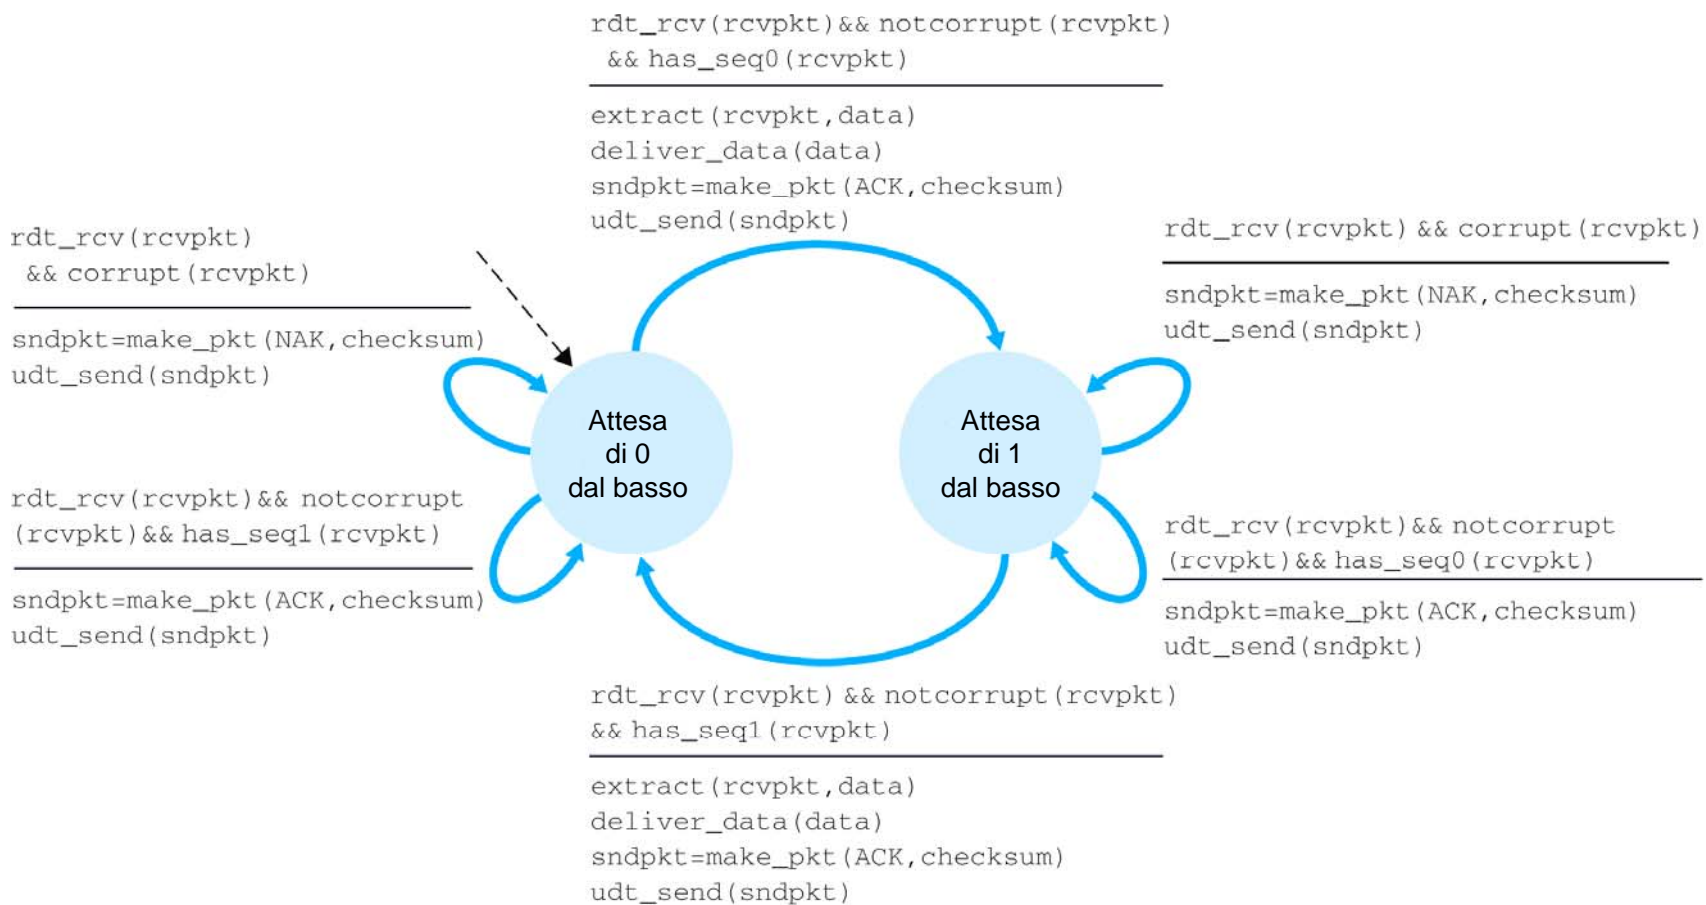 rdt_rcv(rcvpkt)&& notcorrupt(rcvpkt)
&& has_seq0(rcvpkt)
extract(rcvpkt,data)
deliver_data(data)
sndpkt=make_pkt(ACK,checksum)
udt_send(sndpkt)
rdt_rcv(rcvpkt)
&& corrupt(rcvpkt)
sndpkt=make_pkt(NAK,checksum)
udt_send(sndpkt)
rdt_rcv(rcvpkt) && corrupt(rcvpkt)
sndpkt=make_pkt(NAK,checksum)
udt_send(sndpkt)
Attesa
di 0
dal basso
Attesa
di 1
dal basso
rdt_rcv(rcvpkt)&& notcorrupt
(rcvpkt)&& has_seq1(rcvpkt)
sndpkt=make_pkt(ACK,checksum)
udt_send(sndpkt)
rdt_rcv(rcvpkt)&& notcorrupt
(rcvpkt)&& has_seq0(rcvpkt)
sndpkt=make_pkt(ACK,checksum)
udt_send(sndpkt)
rdt_rcv(rcvpkt) && notcorrupt(rcvpkt)
&& has_seq1(rcvpkt)
extract(rcvpkt,data)
deliver_data(data)
sndpkt=make_pkt(ACK,checksum)
udt_send(sndpkt)